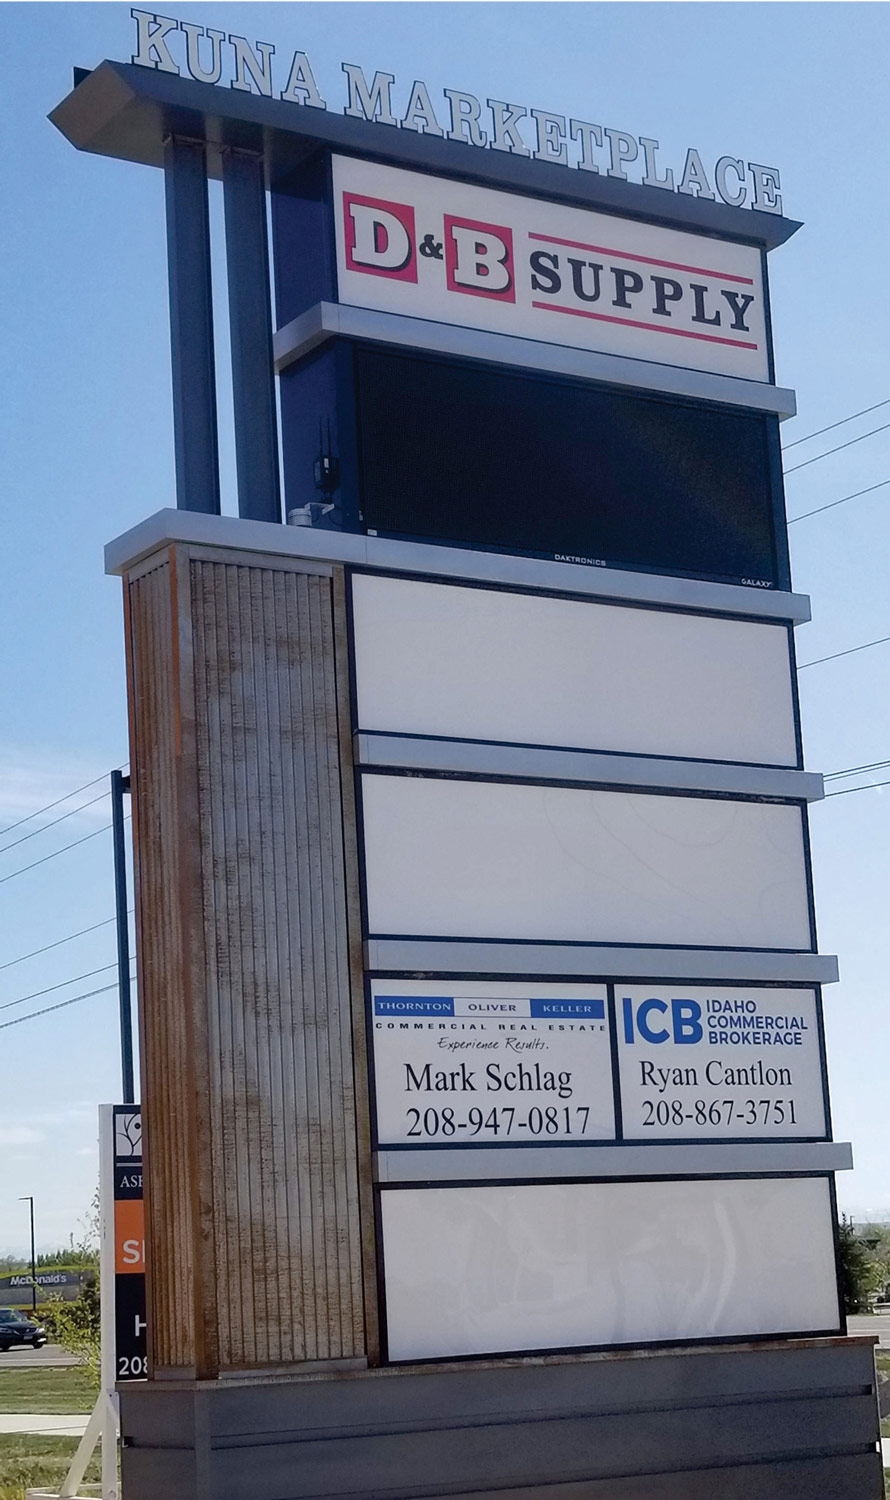 KUNA MARKETPLACE
D & B SUPPLY
DAKTRONICS
GALAXY
THORNTON OLIVER KELLER
COMMERCIAL REAL ESTATE
Experience Results.
Mark Schlag
208-947-0817
ICB IDAHO
COMMERCIAL
BROKERAGE
Ryan Cantlon
208-867-3751
McDonald's
208